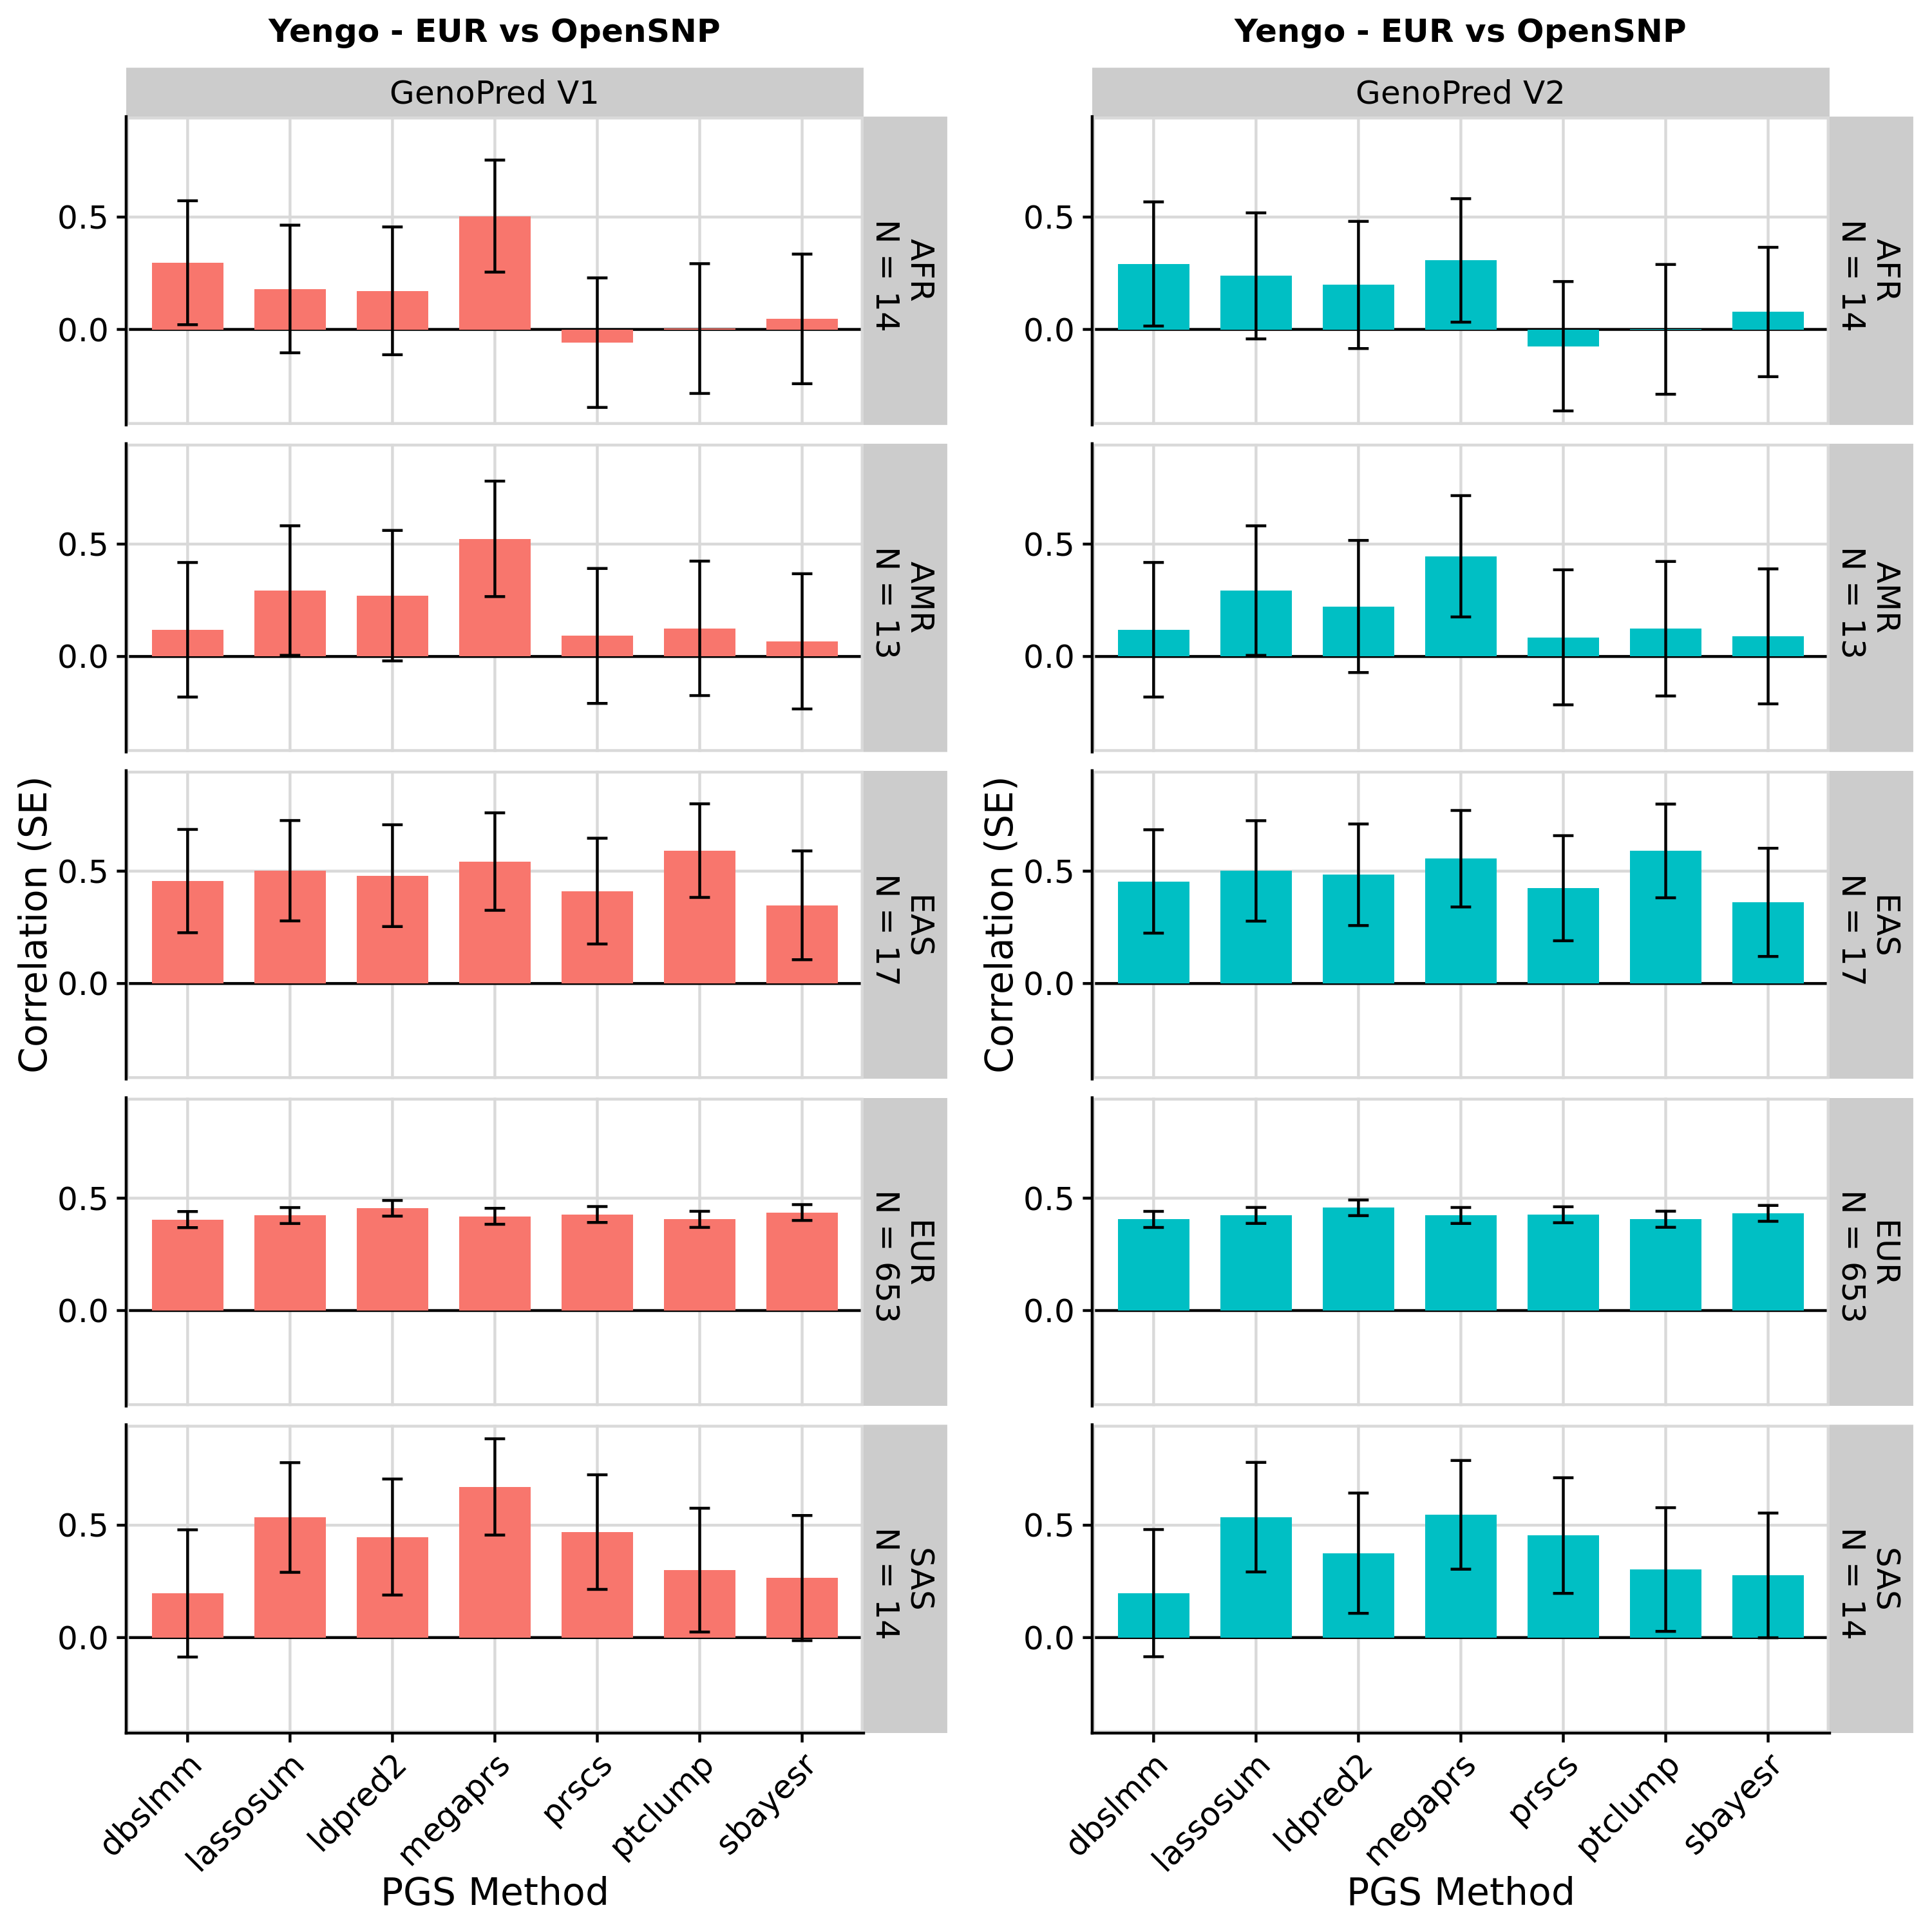 Yengo - EUR vs OpenSNP
GenoPred V1
0.5
0.0
AFR
N = 14
0.5
0.0
AMR
N = 13
0.5
0.0
EAS
N = 17
0.5
0.0
EUR
N = 653
0.5
0.0
SAS
N = 14
Correlation (SE)
dbslmm
lassosum
ldpred2
megaprs
prscs
ptclump
sbayesr
PGS Method
Yengo - EUR vs OpenSNP
GenoPred V2
0.5
0.0
AFR
N = 14
0.5
0.0
AMR
N = 13
0.5
0.0
EAS
N = 17
0.5
0.0
EUR
N = 653
0.5
0.0
SAS
N = 14
Correlation (SE)
dbslmm
lassosum
ldpred2
megaprs
prscs
ptclump
sbayesr
PGS Method